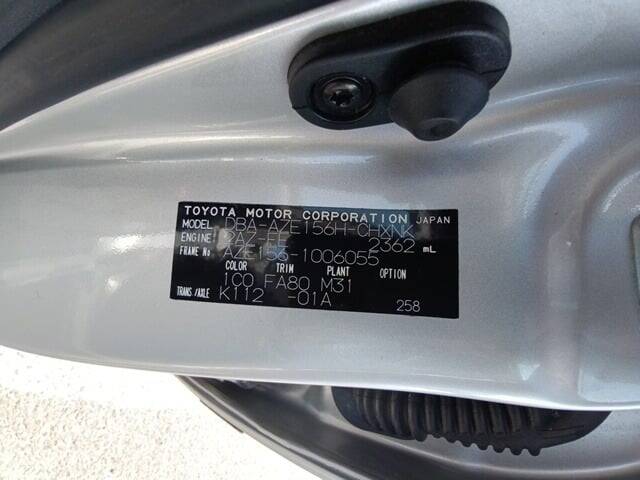 TOYOTA MOTOR CORPORATION JAPAN
MODEL DBA-AZE156H-CHXNK
ENGINE 2AZ-FE 2362 mL
FRAME No AZE156-1006055
COLOR TRIM PLANT OPTION
1C0 FA80 M31
TRANS/AXLE K112 -01A 258